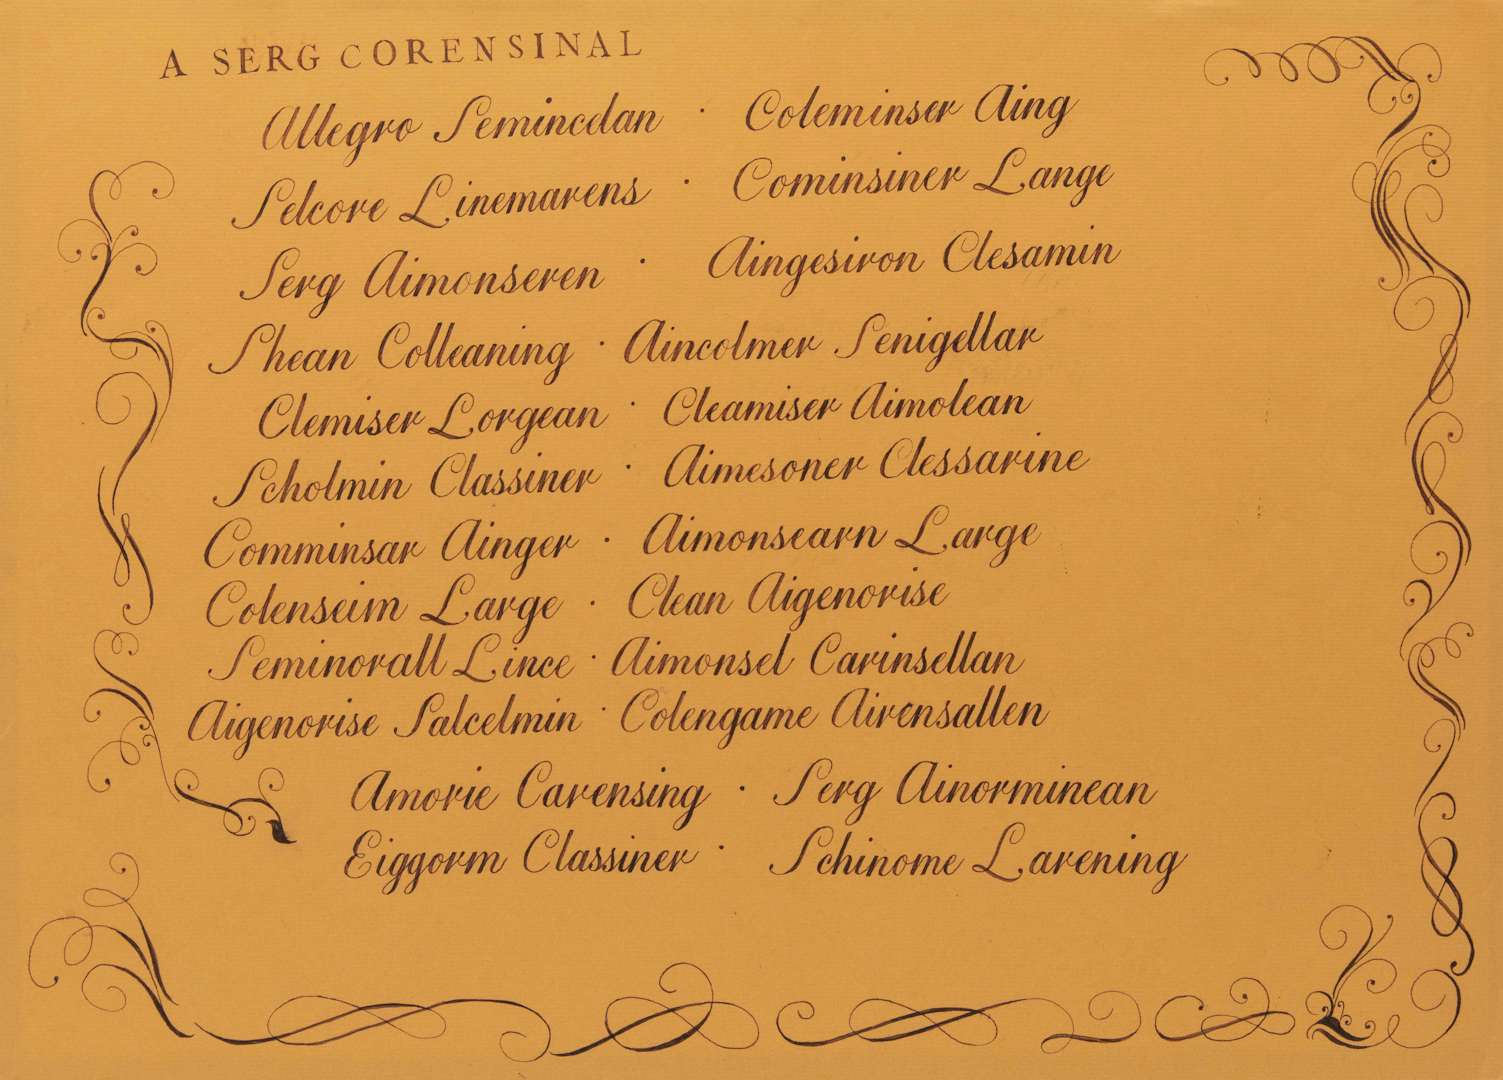 A SERG CORENSINAL
Allegro Semincelan · Coleminser Aing
Selcore Linemarens · Cominsiner Lange
Serg Aimonseren · Aingesiron Clesamin
Shean Colleaning · Aincolmer Senigellar
Clemiser Lorgean · Cleamiser Aimolean
Scholmin Classiner · Aimesoner Clessarine
Comminsar Ainger · Aimonsearn Large
Colenseim Large · Clean Aigenorise
Seminorall Lince · Aimonsel Carinsellan
Aigenorise Salcelmin · Colengame Airensallen
Amorie Carensing · Serg Ainorminean
Eiggorm Classiner · Schinome Larening